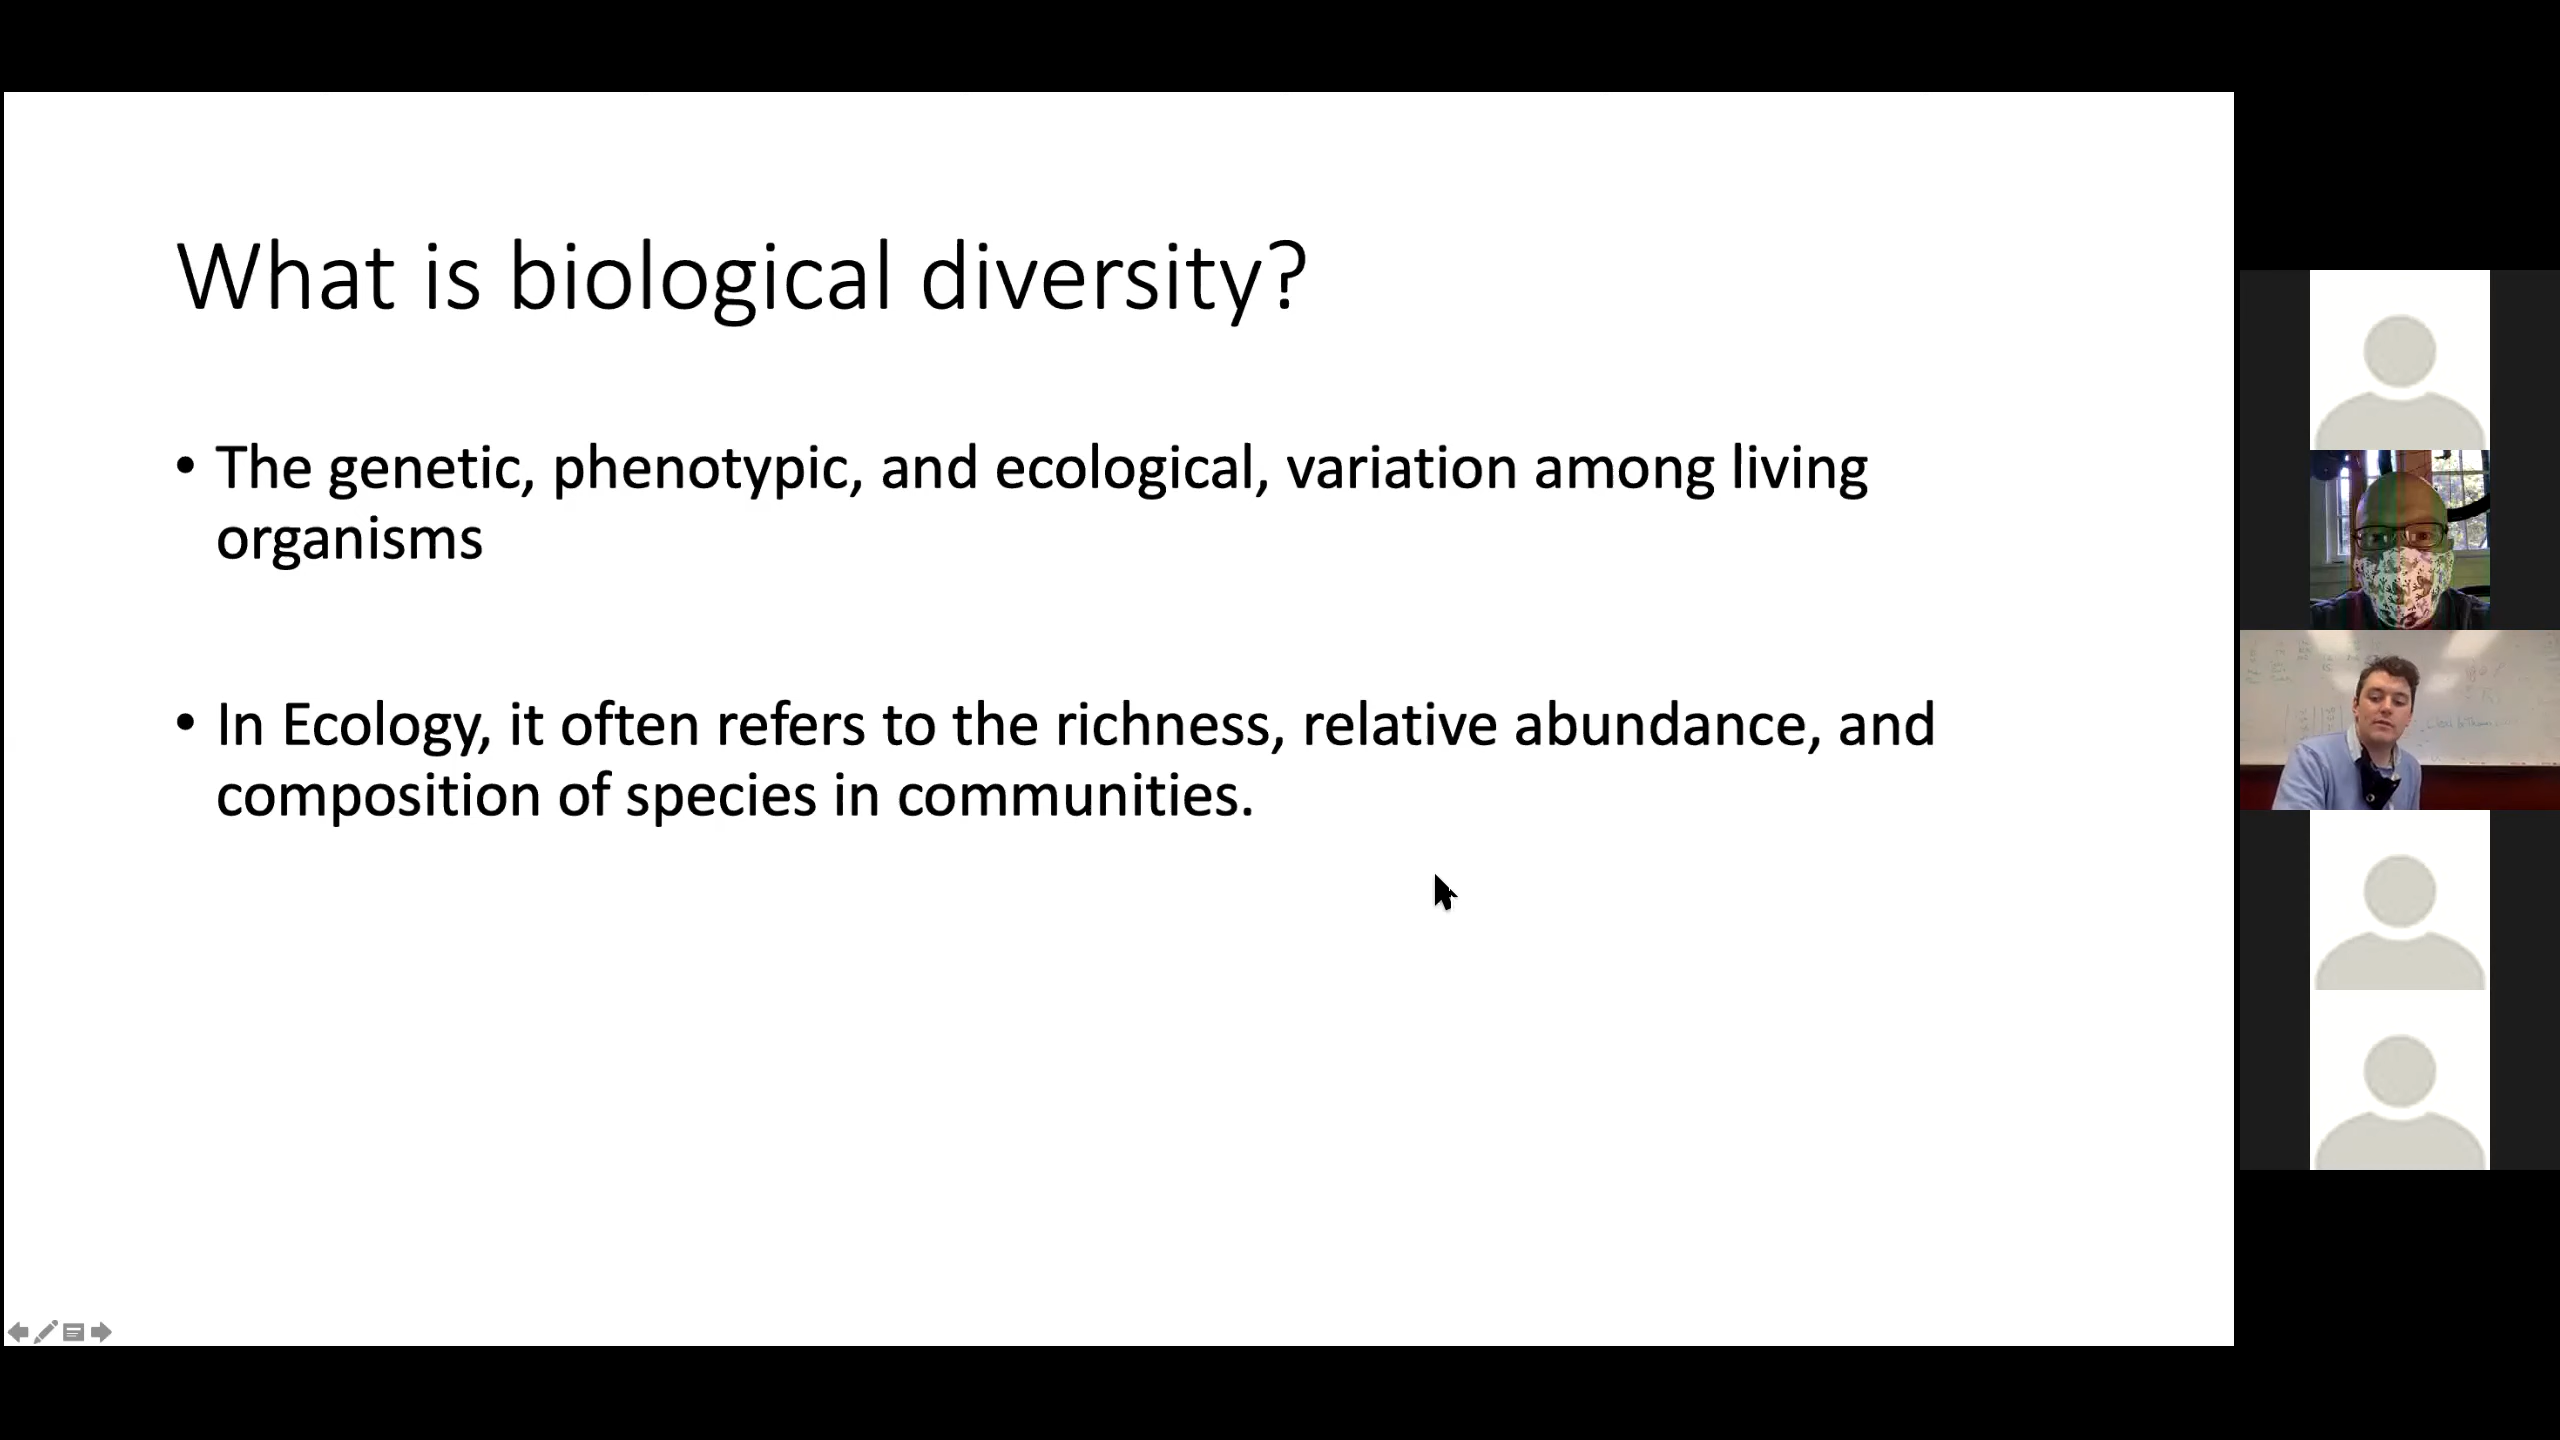 What is biological diversity?
• The genetic, phenotypic, and ecological, variation among living
organisms
• In Ecology, it often refers to the richness, relative abundance, and
composition of species in communities.